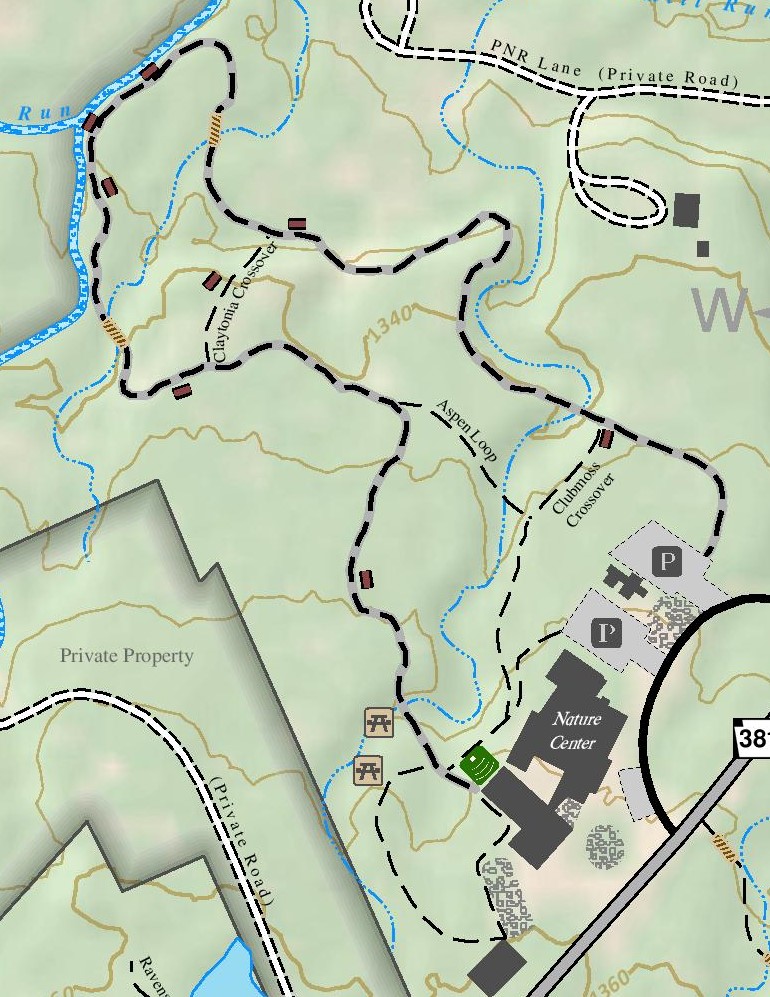 Run
PNR Lane (Private Road)
Run
W
Claytonia Crossover
1340
Aspen Loop
Clubmoss
Crossover
P
P
Private Property
Nature
Center
381
(Private Road)
1360